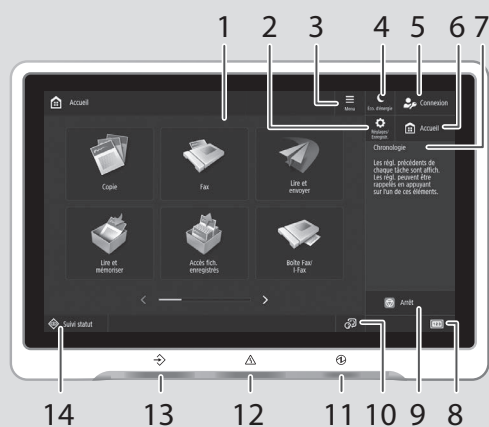 1
2
3
4
5
6
7
Accueil
Menu
Éco. d'énergie
Connexion
Réglages/
Enregistr.
Accueil
Chronologie
Les régl. précédents de
chaque tâche sont affich.
Les régl. peuvent être
rappelés en appuyant
sur l'un de ces éléments.
Copie
Fax
Lire et
envoyer
Lire et
mémoriser
Accès fich.
enregistrés
Boîte Fax/
I-Fax
Arrêt
Suivi statut
14
13
12
11
10
9
8